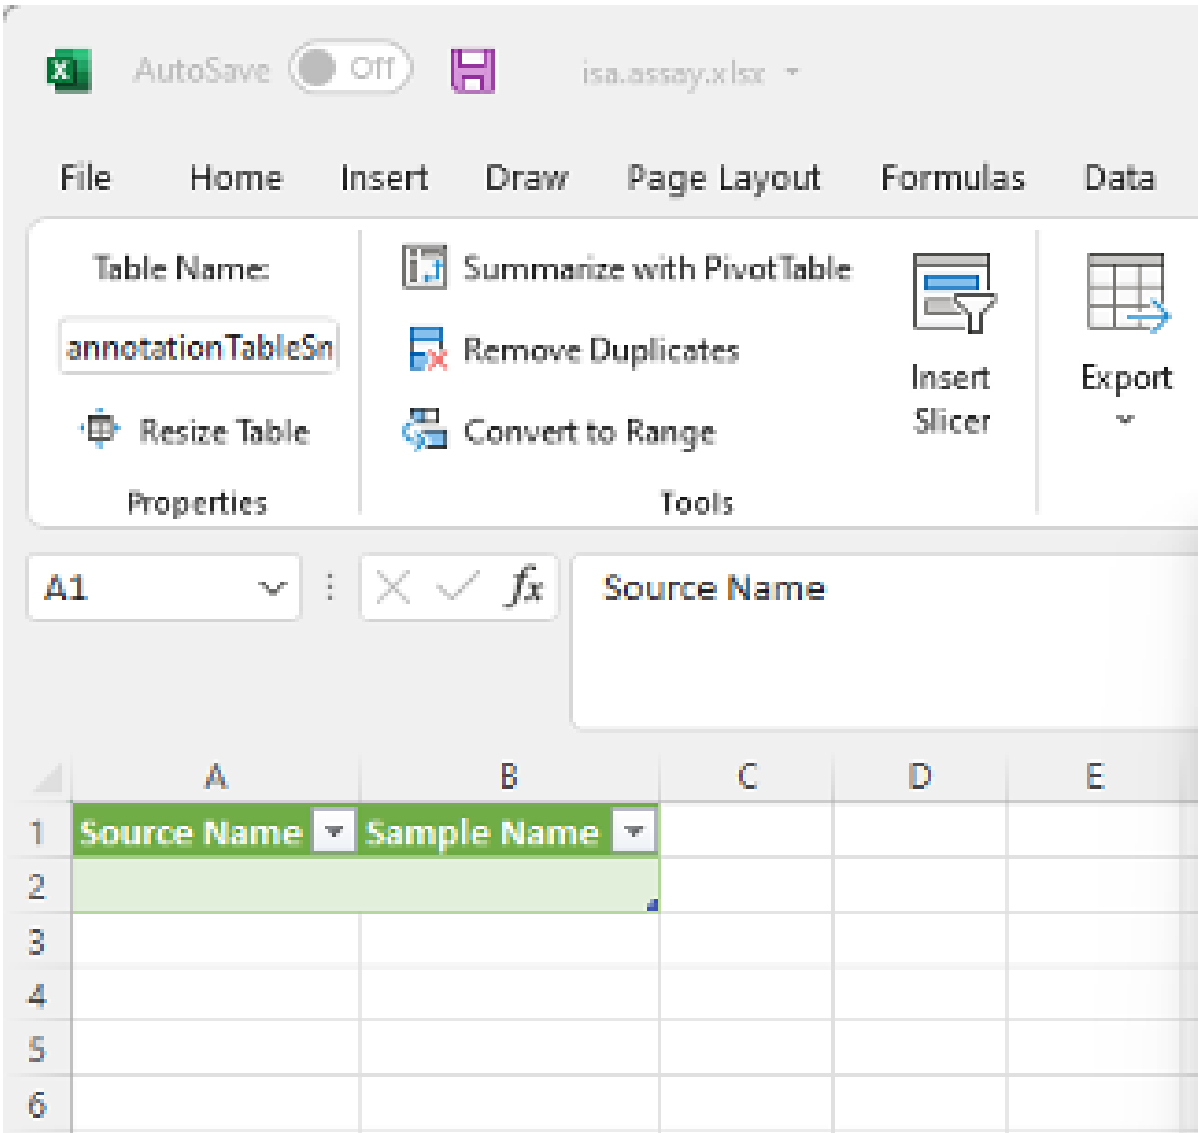 AutoSave Off isa.assay.xlsx
File Home Insert Draw Page Layout Formulas Data
Table Name:
annotationTableSn
Resize Table
Properties
Summarize with PivotTable
Remove Duplicates
Convert to Range
Tools
Insert
Slicer
Export
A1 fx Source Name
A B C D E
1 Source Name Sample Name
2
3
4
5
6